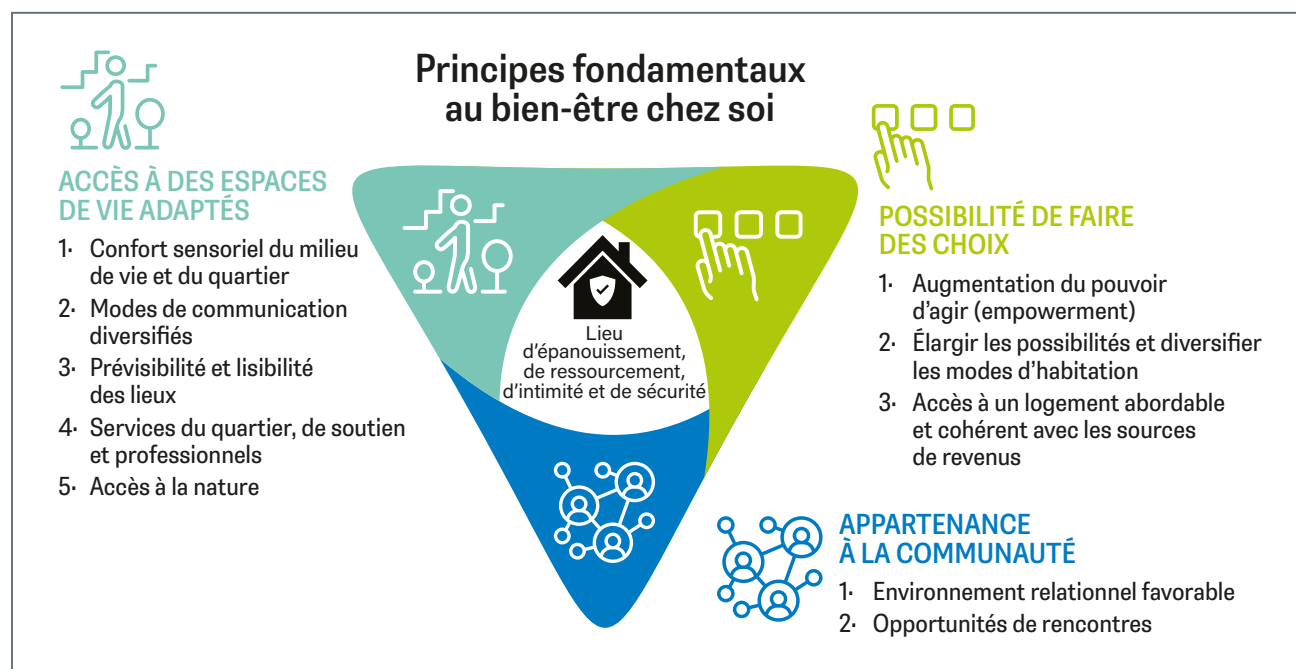 Principes fondamentaux
au bien-être chez soi
ACCÈS À DES ESPACES
DE VIE ADAPTÉS
1· Confort sensoriel du milieu
de vie et du quartier
2· Modes de communication
diversifiés
3· Prévisibilité et lisibilité
des lieux
4· Services du quartier, de soutien
et professionnels
5· Accès à la nature
Lieu
d'épanouissement,
de ressourcement,
d'intimité et de sécurité
POSSIBILITÉ DE FAIRE
DES CHOIX
1· Augmentation du pouvoir
d'agir (empowerment)
2· Élargir les possibilités et diversifier
les modes d'habitation
3· Accès à un logement abordable
et cohérent avec les sources
de revenus
APPARTENANCE
À LA COMMUNAUTÉ
1· Environnement relationnel favorable
2· Opportunités de rencontres